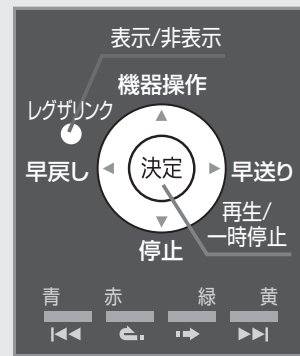 表示/非表示
機器操作
レグザリンク
早戻し
決定
早送り
再生/
一時停止
停止
青 赤 緑 黄